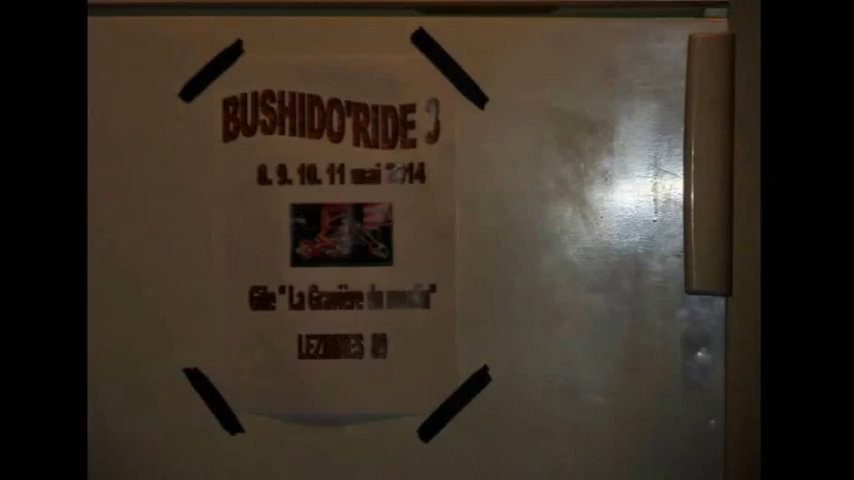 BUSHIDO'RIDE 3
8. 9. 10. 11 mai 2014
Gîte " La Gravière du moulin"
LEZINNES 89